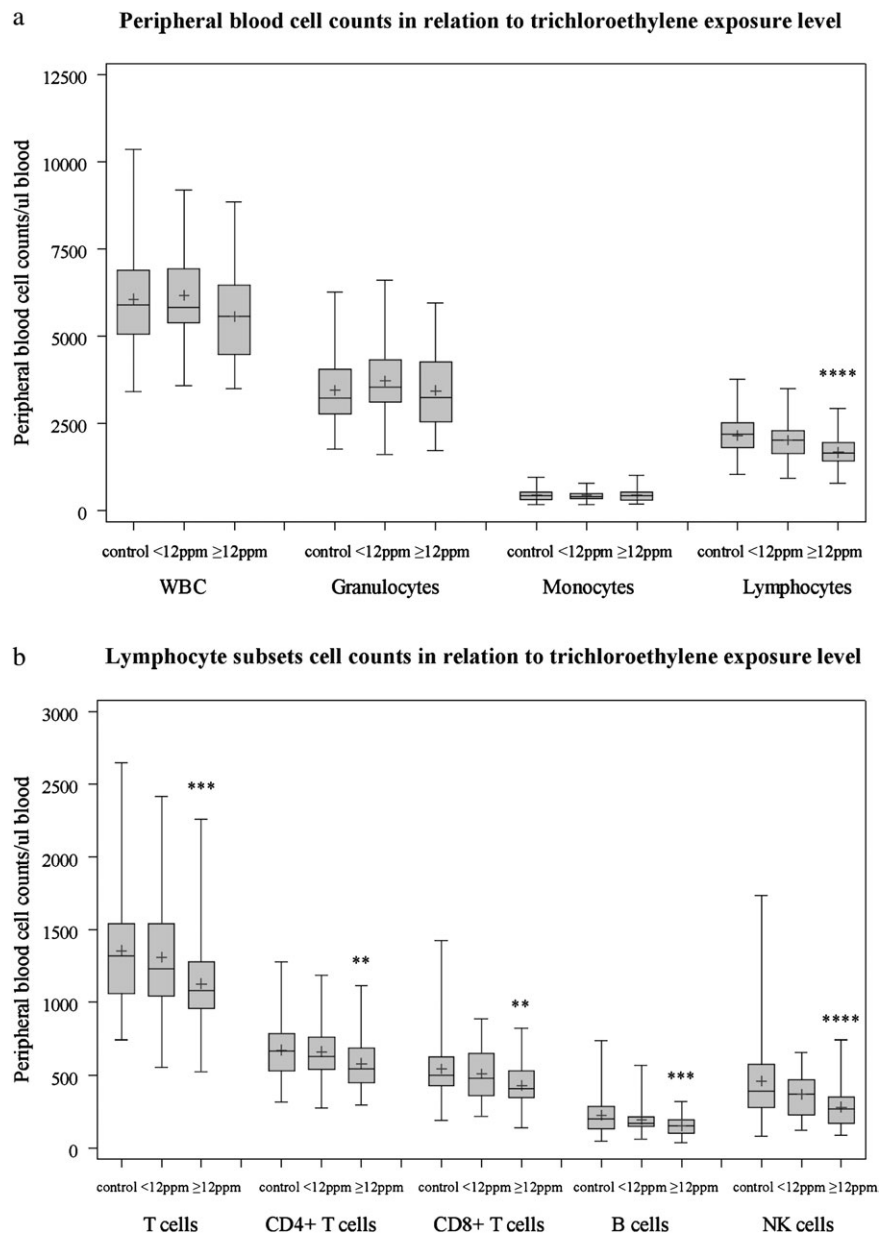 a
Peripheral blood cell counts in relation to trichloroethylene exposure level
Peripheral blood cell counts/ul blood
12500
10000
7500
5000
2500
0
****
control <12ppm ≥12ppm control <12ppm ≥12ppm control <12ppm ≥12ppm control <12ppm ≥12ppm
WBC Granulocytes Monocytes Lymphocytes
b
Lymphocyte subsets cell counts in relation to trichloroethylene exposure level
Peripheral blood cell counts/ul blood
3000
2500
2000
1500
1000
500
0
*** ** ** *** ****
control <12ppm ≥12ppm control <12ppm ≥12ppm control <12ppm ≥12ppm control <12ppm ≥12ppm control <12ppm ≥12ppm
T cells CD4+ T cells CD8+ T cells B cells NK cells